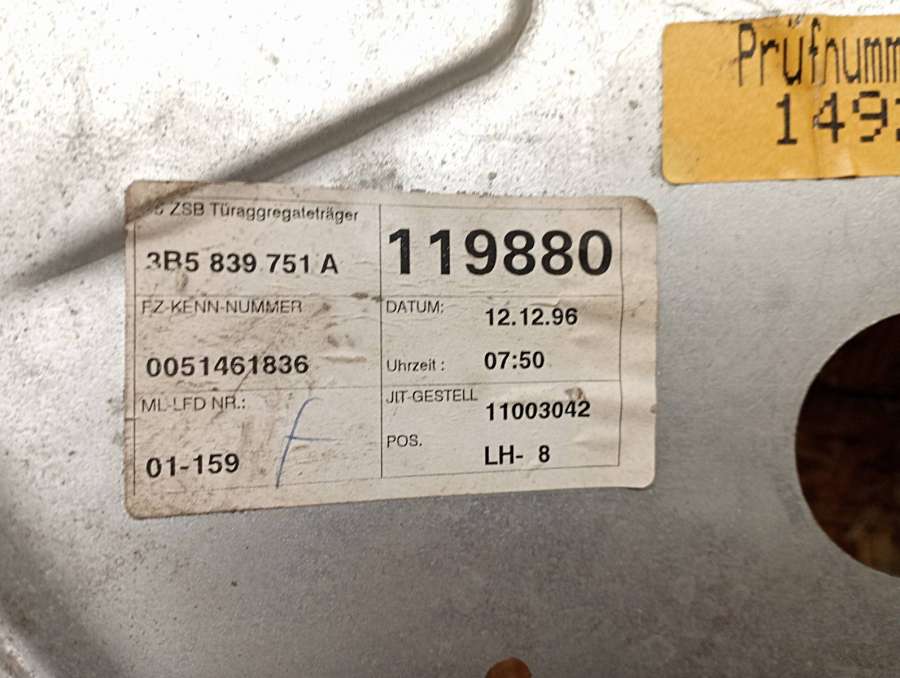 ZSB Türaggregateträger
3B5 839 751 A
119880
FZ-KENN-NUMMER
0051461836
DATUM:
12.12.96
Uhrzeit :
07:50
ML-LFD NR.:
01-159
JIT-GESTELL
11003042
POS.
LH- 8
Prüfnumm
149